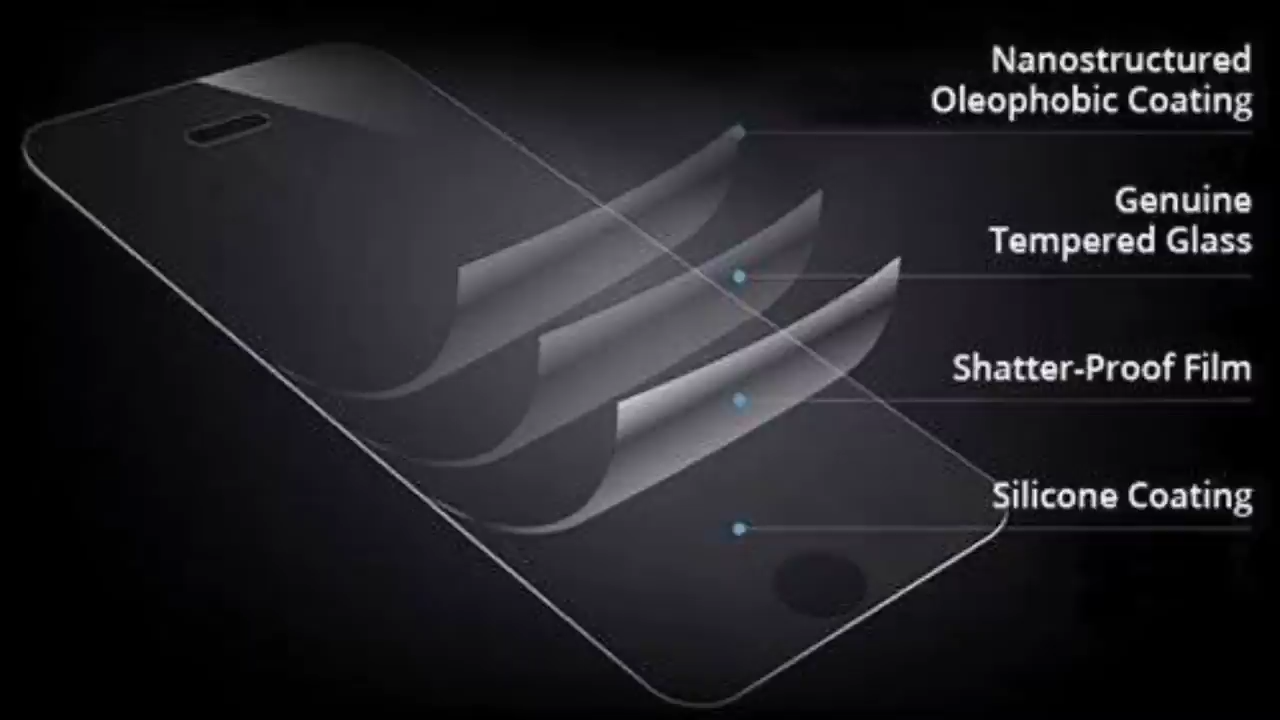 Nanostructured
Oleophobic Coating
Genuine
Tempered Glass
Shatter-Proof Film
Silicone Coating